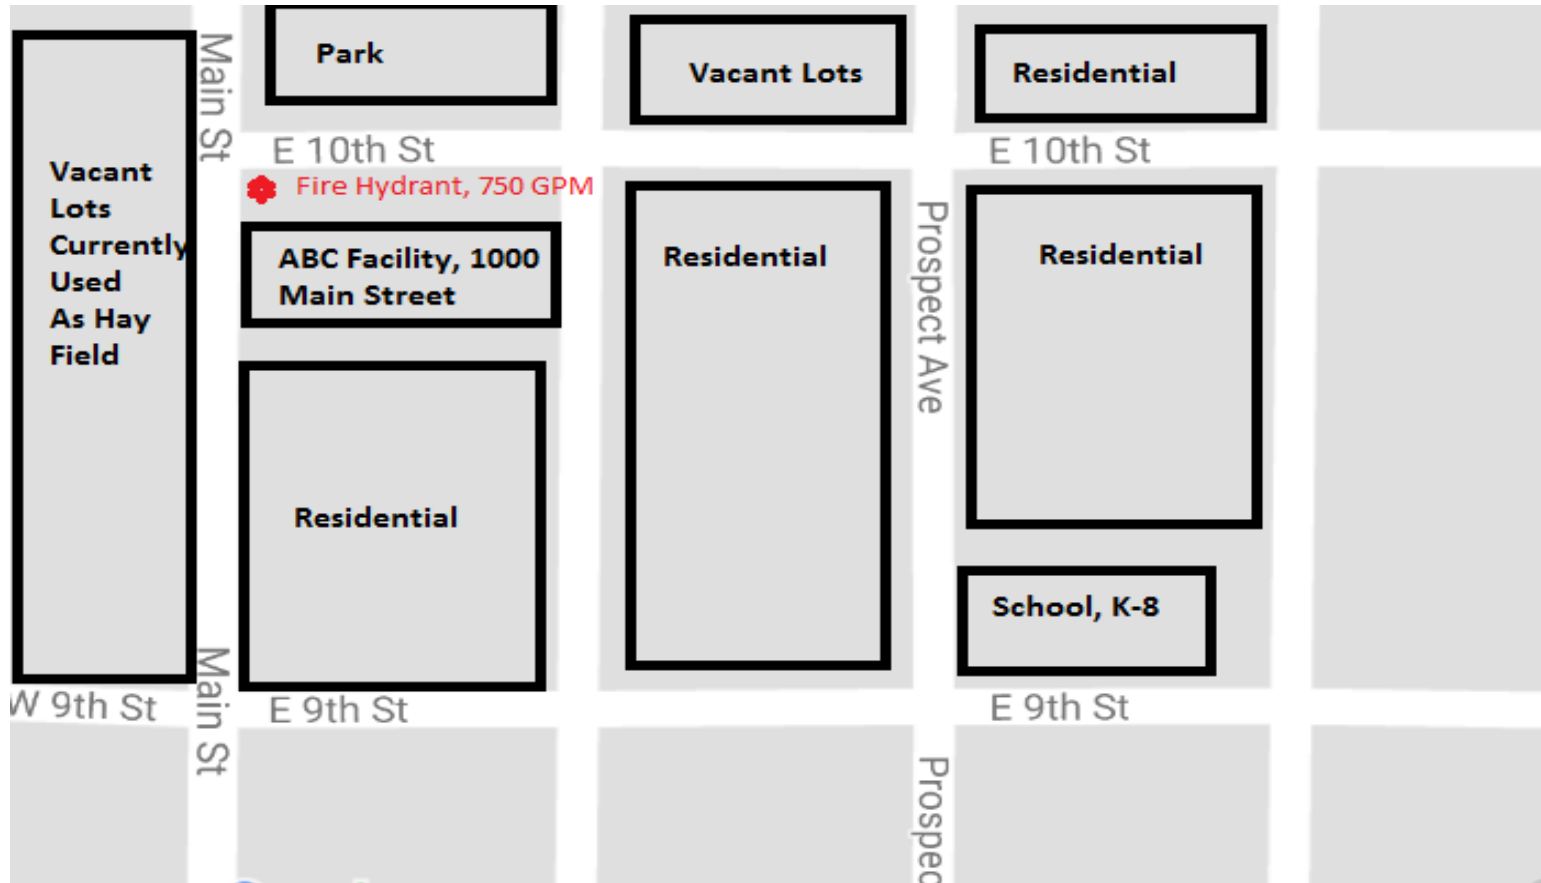 Main St
Park
Vacant Lots
Residential
E 10th St
E 10th St
Vacant
Lots
Currently
Used
As Hay
Field
Fire Hydrant, 750 GPM
ABC Facility, 1000
Main Street
Residential
Prospect Ave
Residential
Residential
School, K-8
W 9th St
Main St
E 9th St
E 9th St